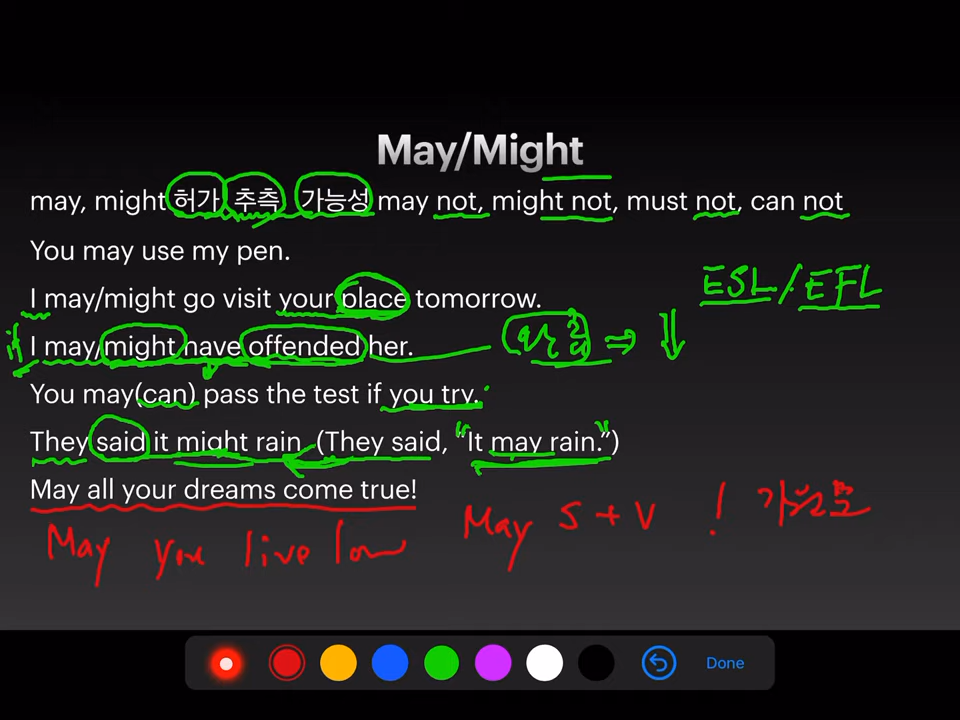 May/Might
may, might 허가 추측 가능성 may not, might not, must not, can not
You may use my pen.
I may/might go visit your place tomorrow.
ESL/EFL
if I may/might have offended her.
You may(can) pass the test if you try.
They said it might rain (They said, “It may rain.”)
May all your dreams come true!
May S + V !
May you live
Done